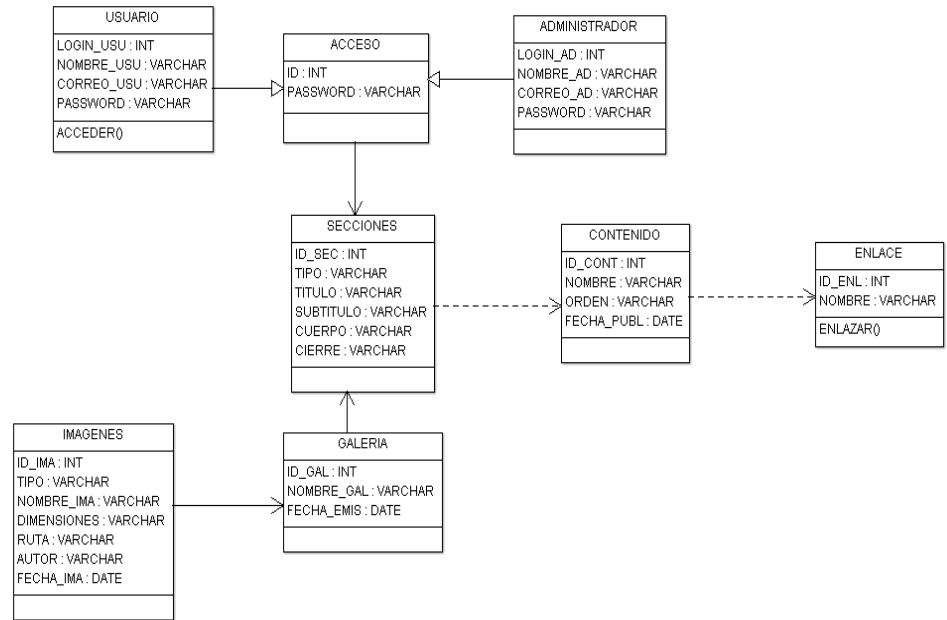 USUARIO
LOGIN_USU : INT
NOMBRE_USU : VARCHAR
CORREO_USU : VARCHAR
PASSWORD : VARCHAR
ACCEDER()
ACCESO
ID : INT
PASSWORD : VARCHAR
ADMINISTRADOR
LOGIN_AD : INT
NOMBRE_AD : VARCHAR
CORREO_AD : VARCHAR
PASSWORD : VARCHAR
SECCIONES
ID_SEC : INT
TIPO : VARCHAR
TITULO : VARCHAR
SUBTITULO : VARCHAR
CUERPO : VARCHAR
CIERRE : VARCHAR
CONTENIDO
ID_CONT : INT
NOMBRE : VARCHAR
ORDEN : VARCHAR
FECHA_PUBL : DATE
ENLACE
ID_ENL : INT
NOMBRE : VARCHAR
ENLAZAR()
IMAGENES
ID_IMA : INT
TIPO : VARCHAR
NOMBRE_IMA : VARCHAR
DIMENSIONES : VARCHAR
RUTA : VARCHAR
AUTOR : VARCHAR
FECHA_IMA : DATE
GALERIA
ID_GAL : INT
NOMBRE_GAL : VARCHAR
FECHA_EMIS : DATE